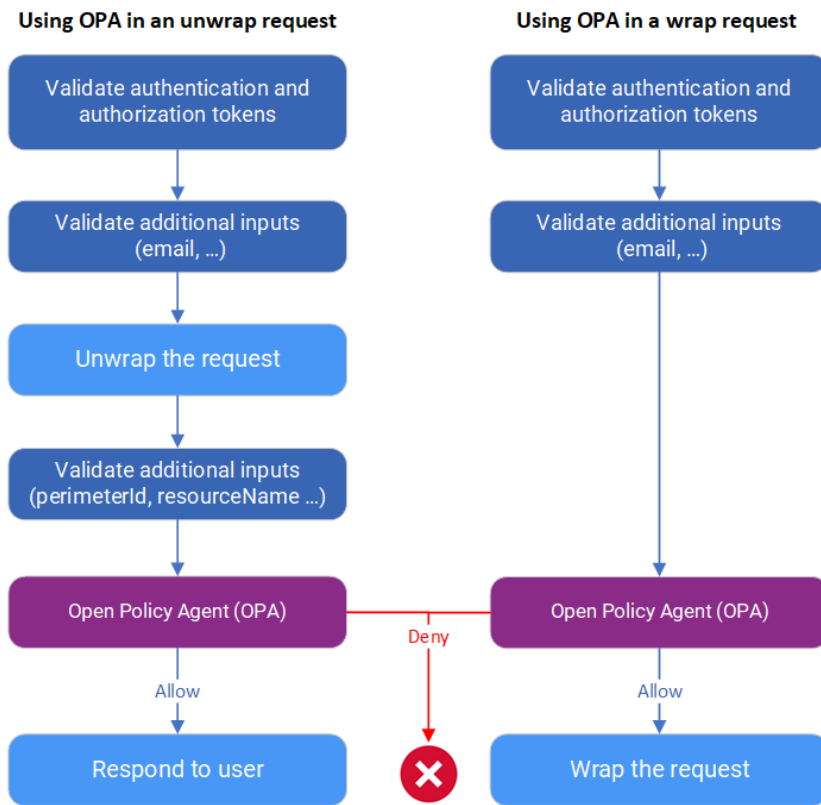 Using OPA in an unwrap request
Validate authentication and
authorization tokens
Validate additional inputs
(email, ...)
Unwrap the request
Validate additional inputs
(perimeterId, resourceName ...)
Open Policy Agent (OPA)
Allow
Respond to user
Deny
Using OPA in a wrap request
Validate authentication and
authorization tokens
Validate additional inputs
(email, ...)
Open Policy Agent (OPA)
Allow
Wrap the request